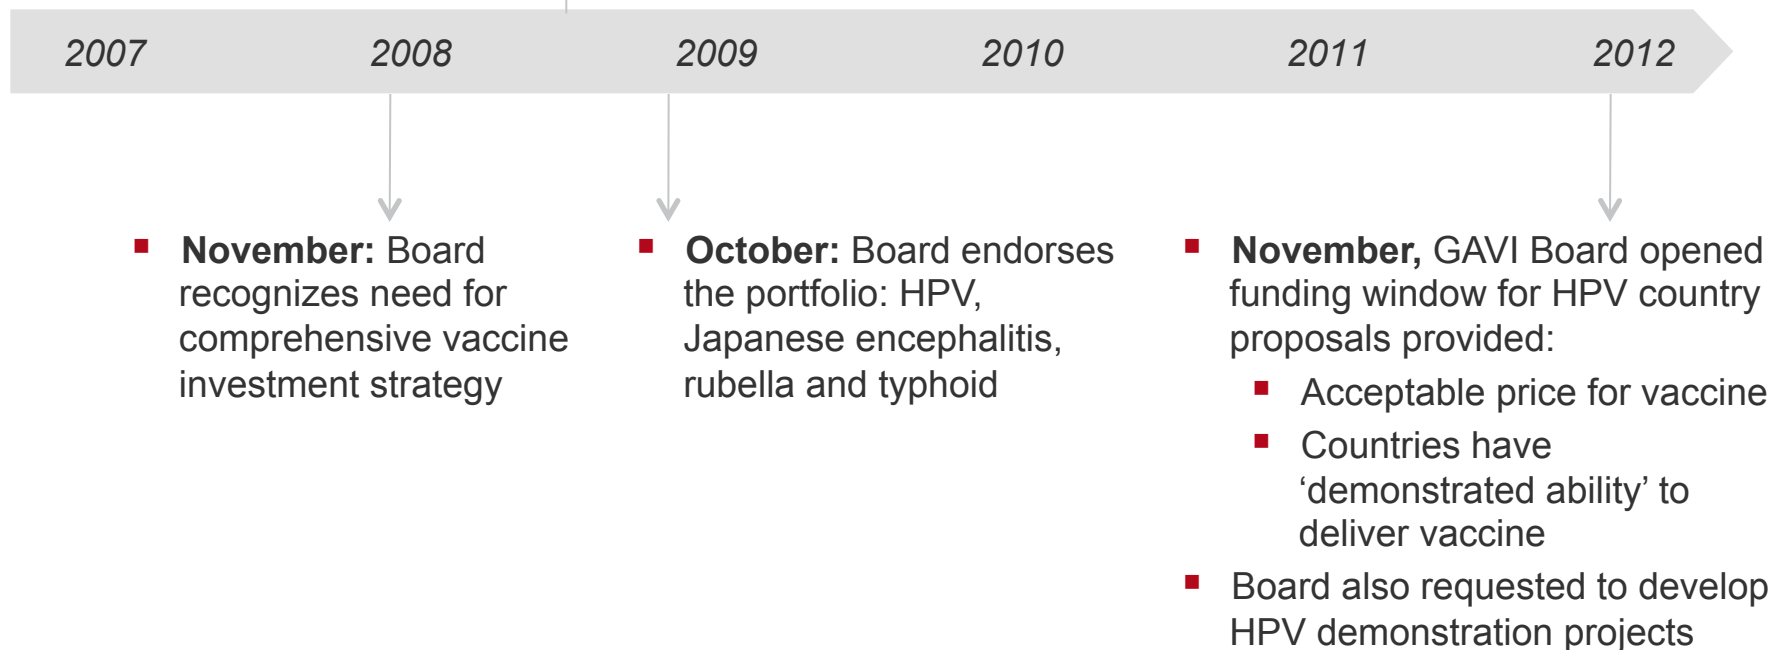 2007 2008 2009 2010 2011 2012
▪ November: Board
recognizes need for
comprehensive vaccine
investment strategy
▪ October: Board endorses
the portfolio: HPV,
Japanese encephalitis,
rubella and typhoid
▪ November, GAVI Board opened
funding window for HPV country
proposals provided:
▪ Acceptable price for vaccine
▪ Countries have
‘demonstrated ability’ to
deliver vaccine
▪ Board also requested to develop
HPV demonstration projects